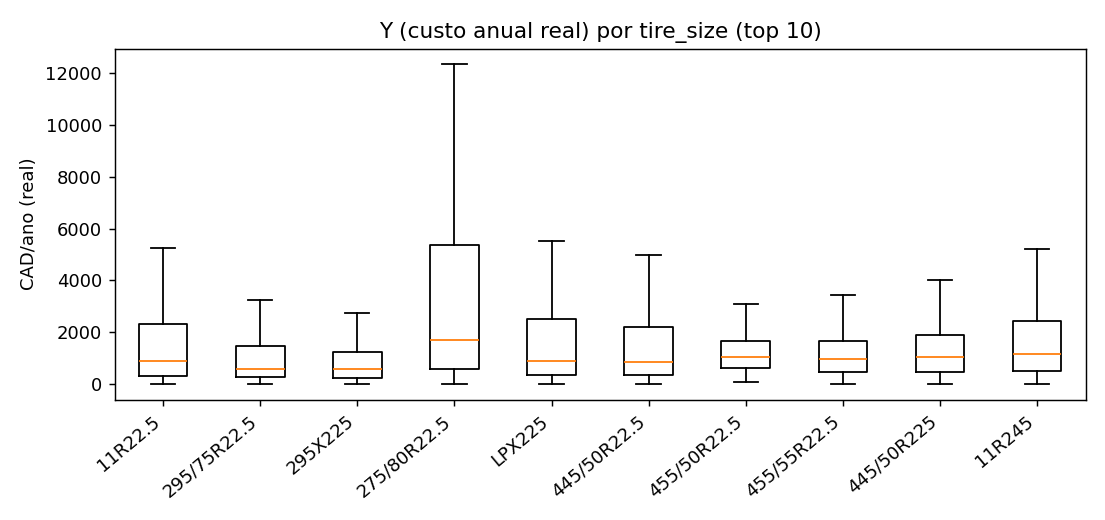 Y (custo anual real) por tire_size (top 10)
CAD/ano (real)
12000
10000
8000
6000
4000
2000
0
11R22.5
295/75R22.5
295X225
275/80R22.5
LPX225
445/50R22.5
455/50R22.5
455/55R22.5
445/50R225
11R245